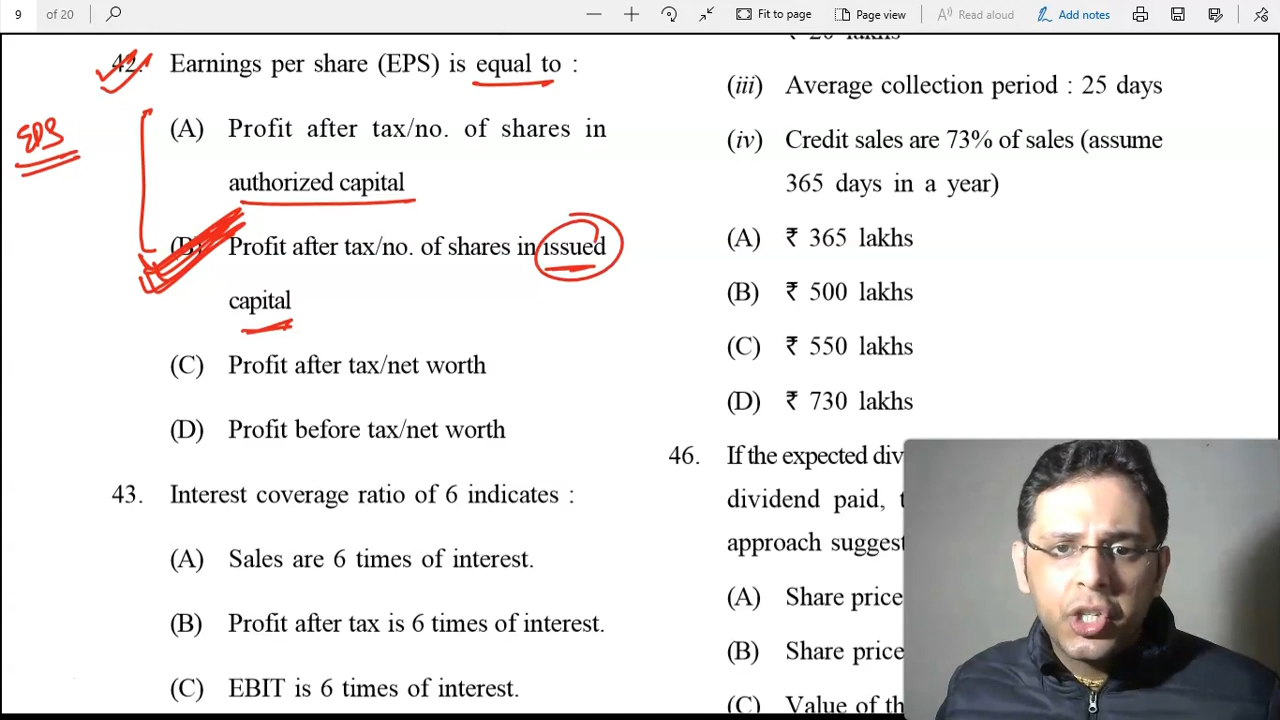 9
of 20
Fit to page
Page view
Read aloud
Add notes
EPS
42. Earnings per share (EPS) is equal to :
(A) Profit after tax/no. of shares in
authorized capital
(B) Profit after tax/no. of shares in issued
capital
(C) Profit after tax/net worth
(D) Profit before tax/net worth
43. Interest coverage ratio of 6 indicates :
(A) Sales are 6 times of interest.
(B) Profit after tax is 6 times of interest.
(C) EBIT is 6 times of interest.
₹ 20 lakhs
(iii) Average collection period : 25 days
(iv) Credit sales are 73% of sales (assume
365 days in a year)
(A) ₹ 365 lakhs
(B) ₹ 500 lakhs
(C) ₹ 550 lakhs
(D) ₹ 730 lakhs
46. If the expected div
dividend paid,
approach suggest
(A) Share price
(B) Share price
(C) Value of th